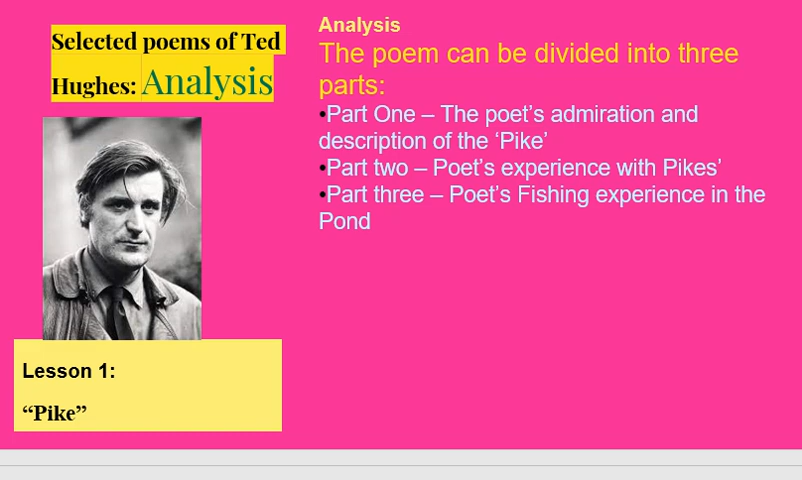 Selected poems of Ted
Hughes: Analysis
Analysis
The poem can be divided into three
parts:
•Part One – The poet’s admiration and
description of the ‘Pike’
•Part two – Poet’s experience with Pikes’
•Part three – Poet’s Fishing experience in the
Pond
Lesson 1:
“Pike”